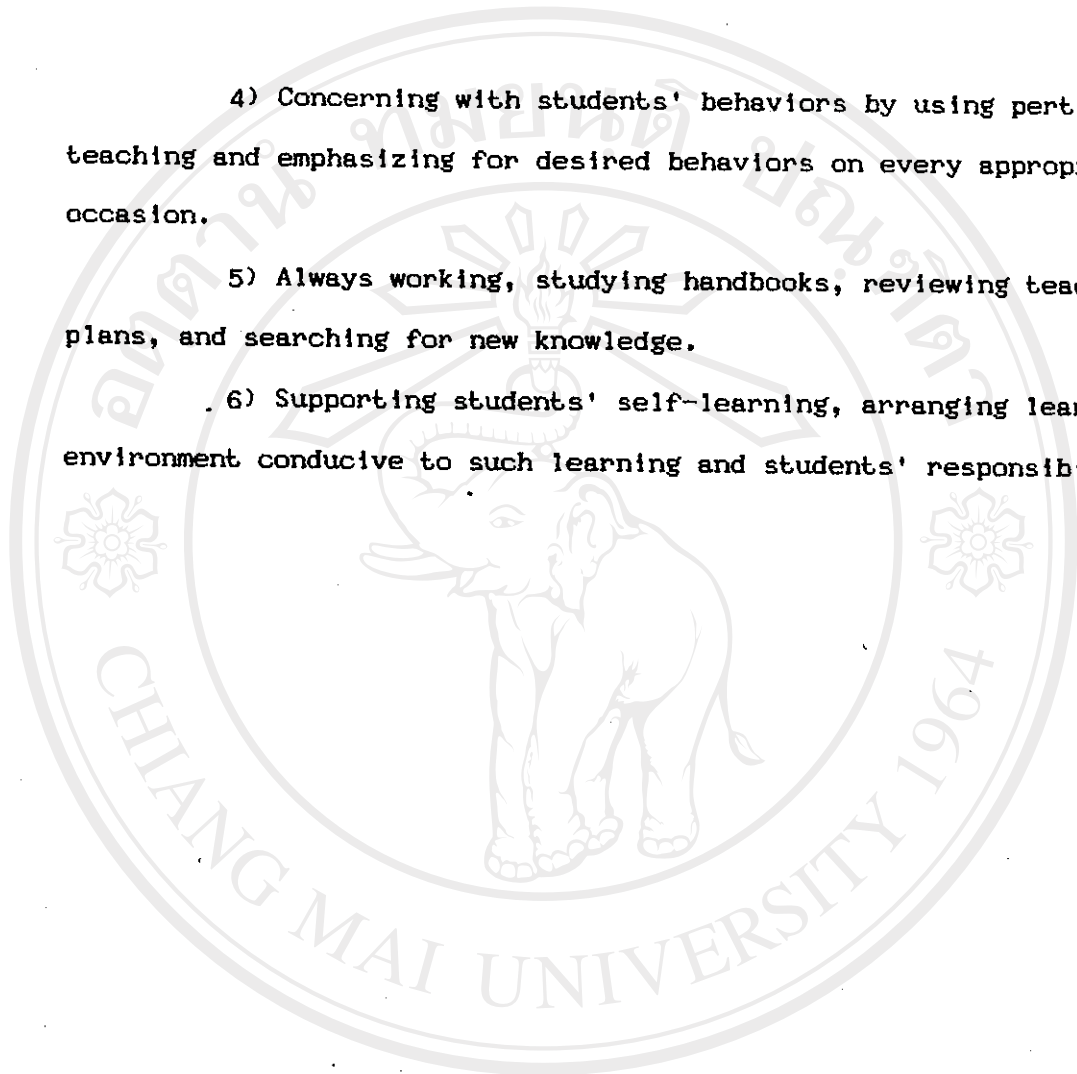 4) Concerning with students' behaviors by using pert
teaching and emphasizing for desired behaviors on every approp
occasion.
5) Always working, studying handbooks, reviewing tea
plans, and searching for new knowledge.
6) Supporting students' self-learning, arranging lear
environment conducive to such learning and students' responsib
CHIANG MAI UNIVERSITY 1964